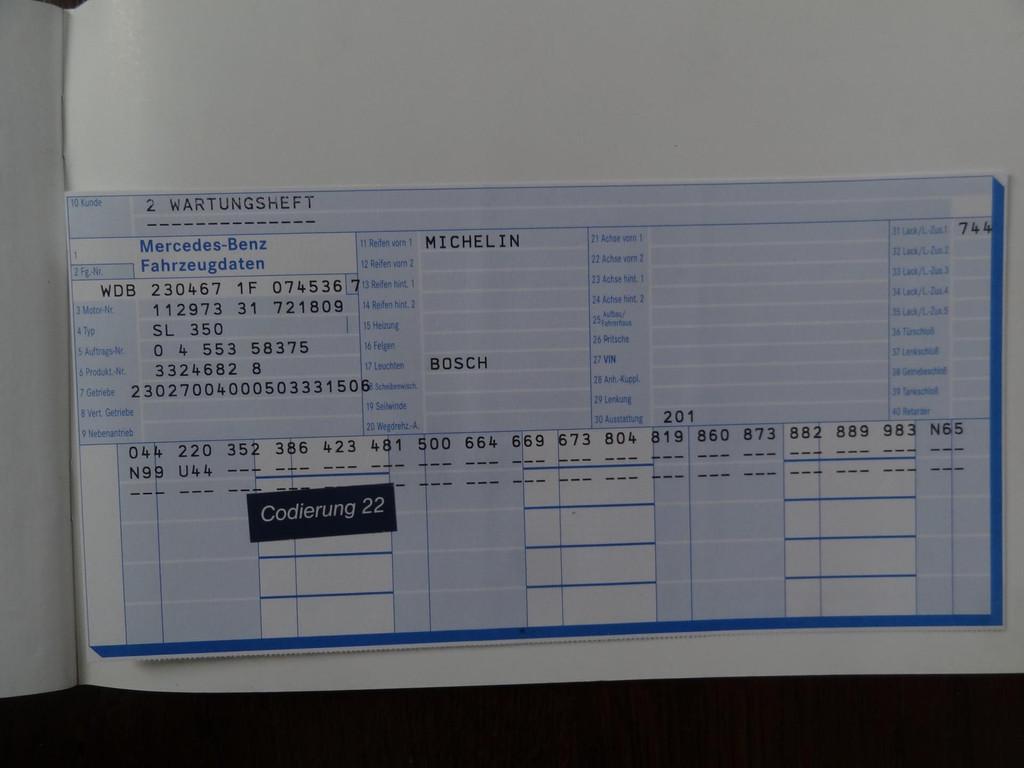 10 Kunde 2 WARTUNGSHEFT
1 Mercedes-Benz
Fahrzeugdaten
2 Fg.-Nr.
WDB 230467 1F 074536 7
3 Motor-Nr. 112973 31 721809
4 Typ SL 350
5 Auftrags-Nr. 0 4 553 58375
6 Produkt.-Nr. 3324682 8
7 Getriebe 23027004000503331506
8 Vert. Getriebe
9 Nebenantrieb
11 Reifen vorn 1 MICHELIN
12 Reifen vorn 2
13 Reifen hint. 1
14 Reifen hint. 2
15 Heizung
16 Felgen
17 Leuchten BOSCH
8 Scheibenwisch.
19 Seilwinde
20 Wegdrehz.-A.
21 Achse vorn 1
22 Achse vorn 2
23 Achse hint. 1
24 Achse hint. 2
25 Aufbau/
Fahrerhaus
26 Pritsche
27 VIN
28 Anh.-Kuppl.
29 Lenkung
30 Ausstattung 201
31 Lack/L.-Zus.1 744
32 Lack/L.-Zus.2
33 Lack/L.-Zus.3
34 Lack/L.-Zus.4
35 Lack/L.-Zus.5
36 Türschloß
37 Lenkschloß
38 Getriebeschloß
39 Tankschloß
40 Retarder
044 220 352 386 423 481 500 664 669 673 804 819 860 873 882 889 983 N65
N99 U44 --- --- --- --- --- --- --- --- --- --- --- --- --- --- --- ---
--- --- --- --- --- --- --- --- --- --- --- --- --- --- --- --- --- ---
Codierung 22